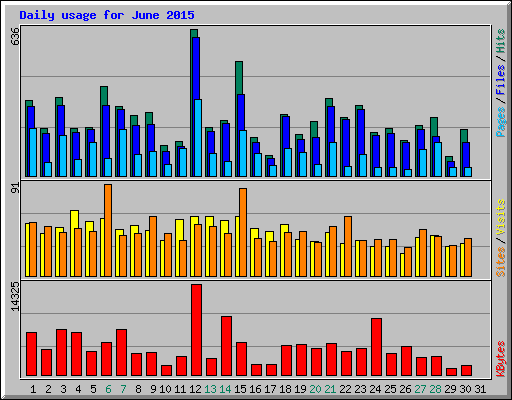 Daily usage for June 2015
636
Pages / Files / Hits
91
Sites / Visits
14325
KBytes
1 2 3 4 5 6 7 8 9 10 11 12 13 14 15 16 17 18 19 20 21 22 23 24 25 26 27 28 29 30 31